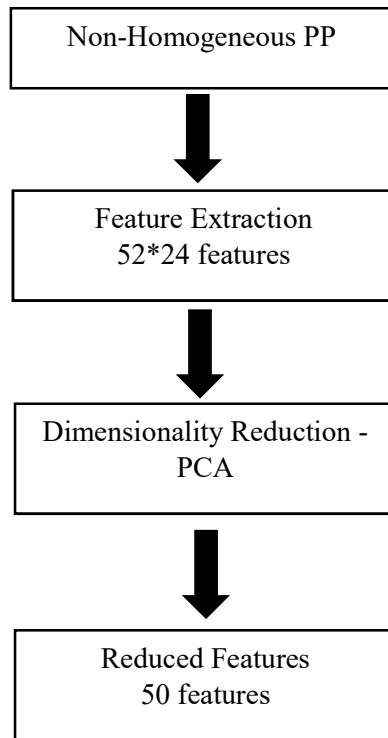 Non-Homogeneous PP
Feature Extraction
52*24 features
Dimensionality Reduction -
PCA
Reduced Features
50 features